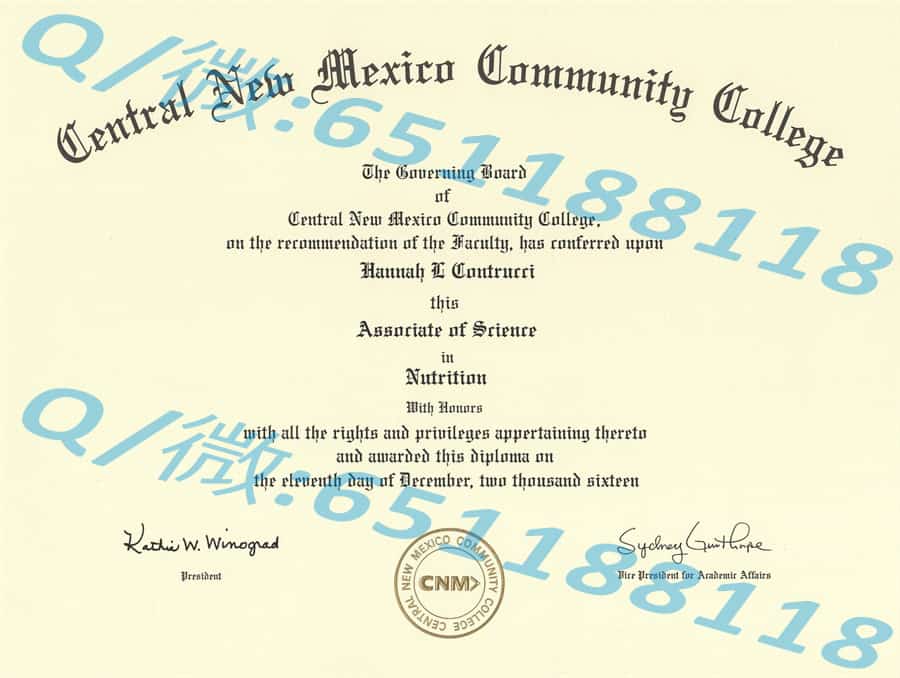 Central New Mexico Community College
Q/微:651188118
The Governing Board
of
Central New Mexico Community College,
on the recommendation of the Faculty, has conferred upon
Hannah L Contrucci
this
Associate of Science
in
Nutrition
With Honors
with all the rights and privileges appertaining thereto
and awarded this diploma on
the eleventh day of December, two thousand sixteen
Q/微:651188118
Kathie W. Winograd
President
CENTRAL NEW MEXICO COMMUNITY COLLEGE
CNM
Sydney Gunthorpe
Vice President for Academic Affairs